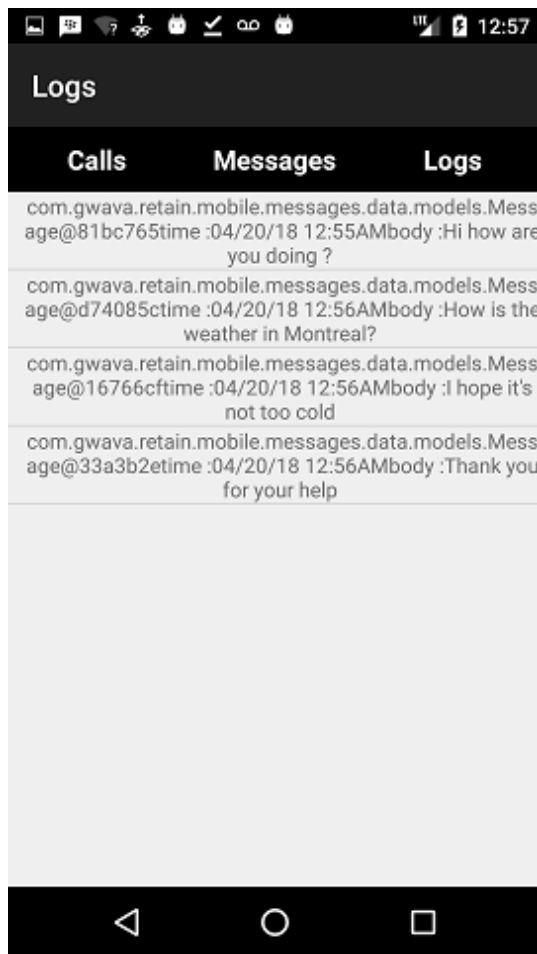 LTE 12:57
Logs
Calls Messages Logs
com.gwava.retain.mobile.messages.data.models.Mess
age@81bc765time :04/20/18 12:55AMbody :Hi how are
you doing ?
com.gwava.retain.mobile.messages.data.models.Mess
age@d74085ctime :04/20/18 12:56AMbody :How is the
weather in Montreal?
com.gwava.retain.mobile.messages.data.models.Mess
age@16766cftime :04/20/18 12:56AMbody :I hope it's
not too cold
com.gwava.retain.mobile.messages.data.models.Mess
age@33a3b2etime :04/20/18 12:56AMbody :Thank you
for your help